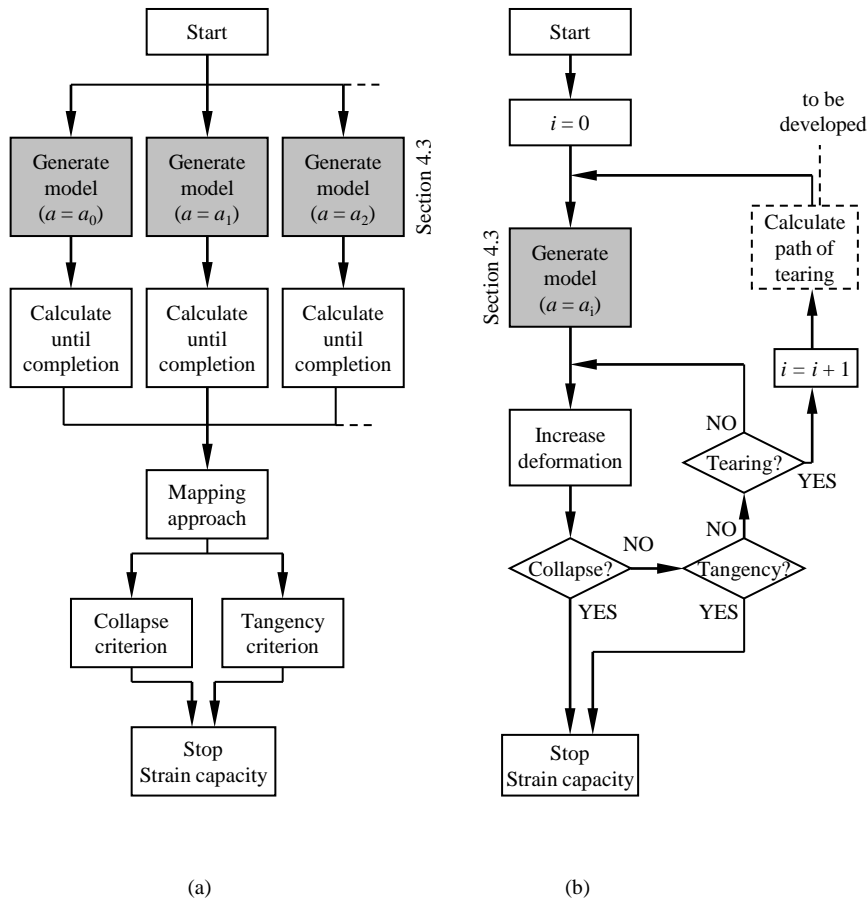 Start
Generate
model
(a = a0)
Generate
model
(a = a1)
Generate
model
(a = a2)
Section 4.3
Calculate
until
completion
Calculate
until
completion
Calculate
until
completion
Mapping
approach
Collapse
criterion
Tangency
criterion
Stop
Strain capacity
(a)
Start
i = 0
to be
developed
Section 4.3
Generate
model
(a = ai)
Calculate
path of
tearing
i = i + 1
Increase
deformation
NO
Tearing?
YES
NO
Collapse?
NO
Tangency?
YES
YES
Stop
Strain capacity
(b)